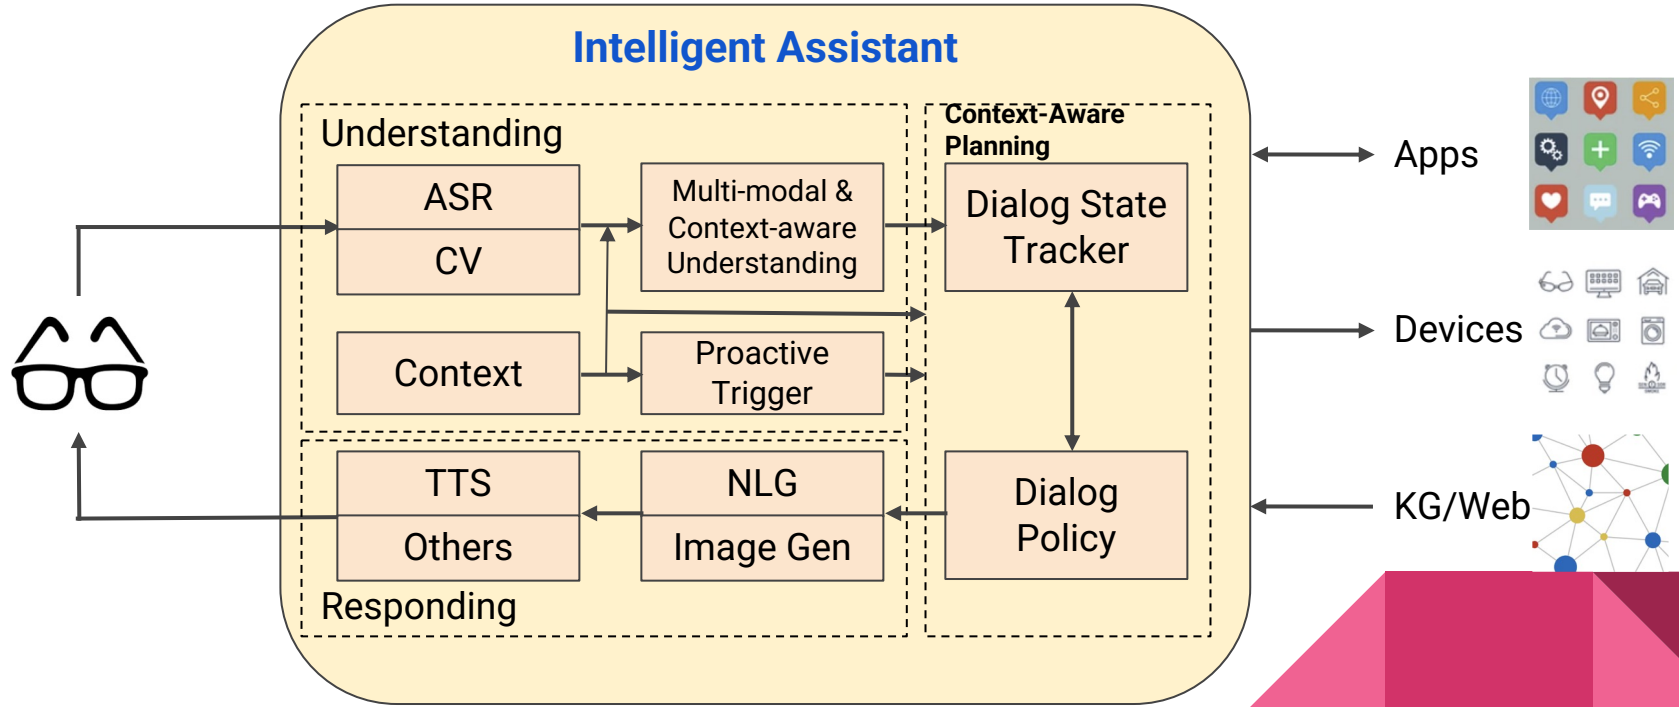 Intelligent Assistant
Understanding
ASR
CV
Multi-modal &
Context-aware
Understanding
Context
Proactive
Trigger
Context-Aware
Planning
Dialog State
Tracker
Dialog
Policy
TTS
Others
NLG
Image Gen
Responding
Apps
Devices
KG/Web